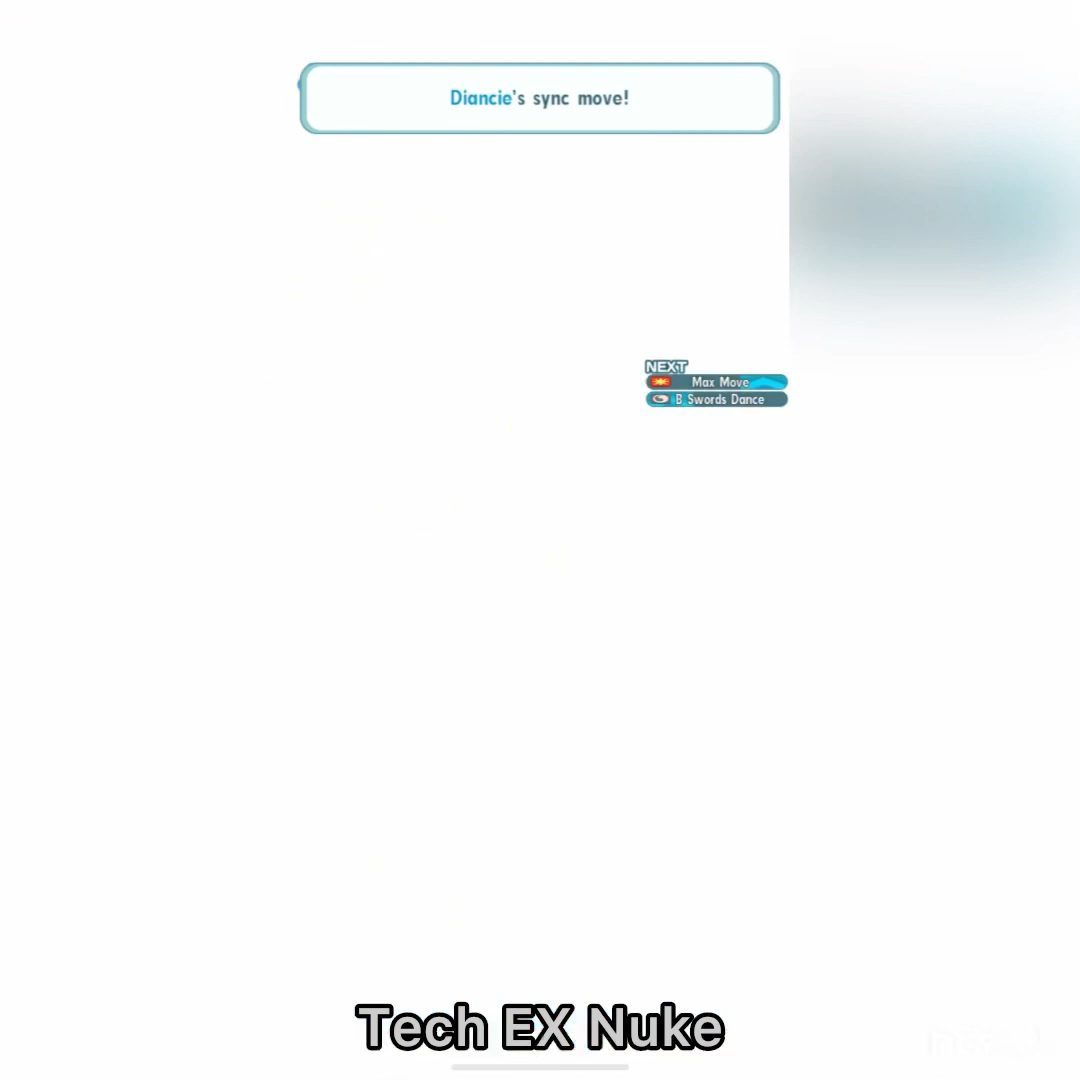 Diancie's sync move!
NEXT
Max Move
B Swords Dance
Tech EX Nuke